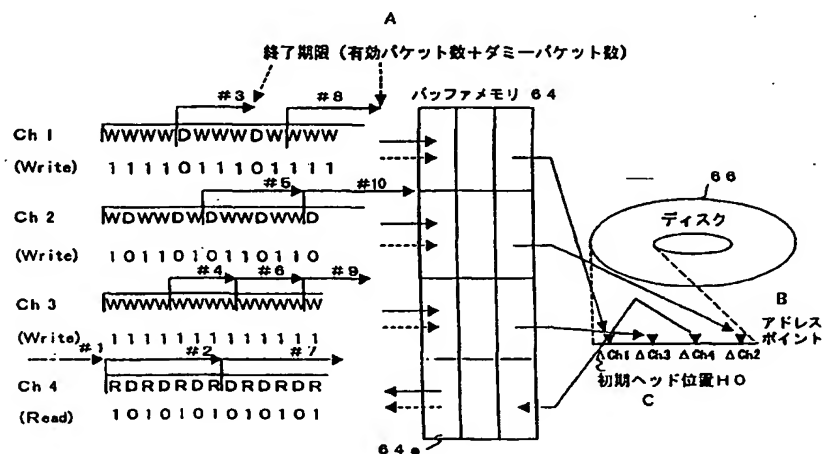 A
終了期限（有効パケット数＋ダミーパケット数）
#3
#8
バッファメモリ 64
Ch 1
WWWWDWWWDWWWW
(Write)
1111011101111
#5
#10
66
Ch 2
WDWWDWDWWDWWD
ディスク
(Write)
1011010110110
#4
#6
#9
Ch 3
WWWWWWWWWWWWW
B
アドレス
ポイント
(Write)
1111111111111
#1
#2
#7
ΔCh1 ΔCh3 ΔCh4 ΔCh2
Ch 4
RDRDRDRDRDRDR
初期ヘッド位置H0
C
(Read)
1010101010101
64e